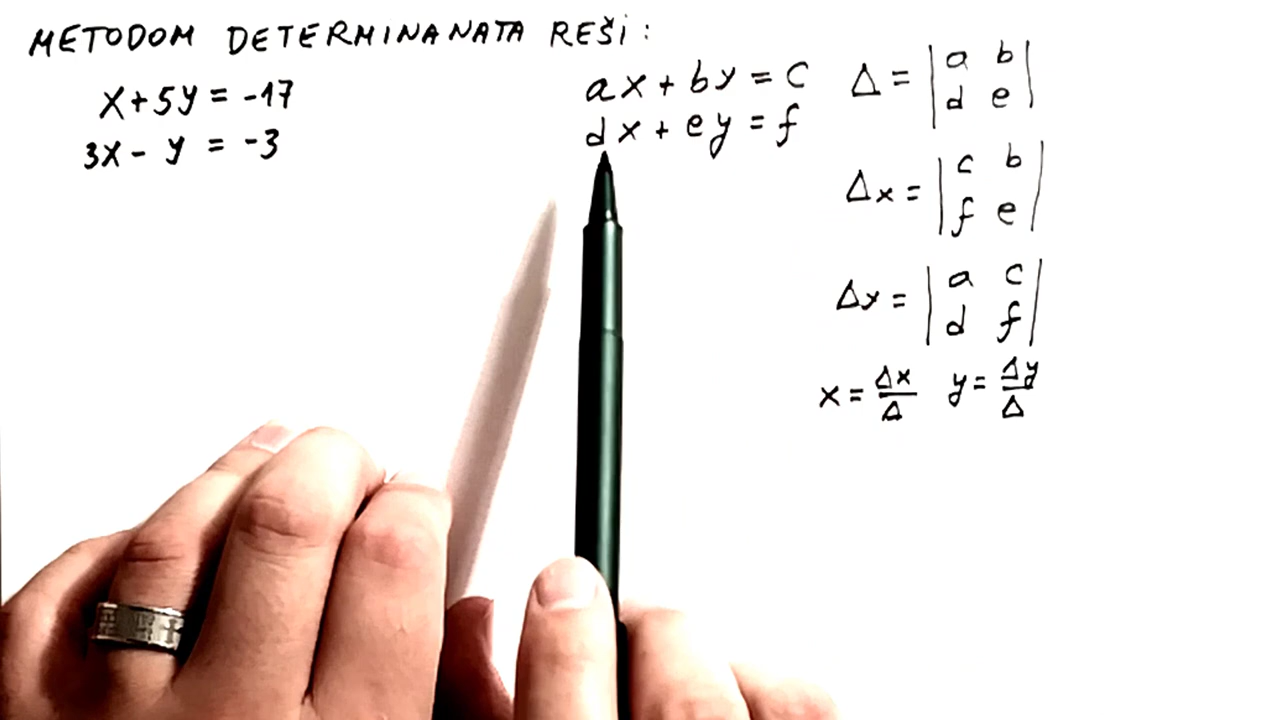 METODOM DETERMINANATA REŠI:
x+5y = -17
3x - y = -3
ax + by = c
dx + ey = f
Δ = | a b |
| d e |
Δx = | c b |
| f e |
Δy = | a c |
| d f |
x = Δx/Δ y = Δy/Δ